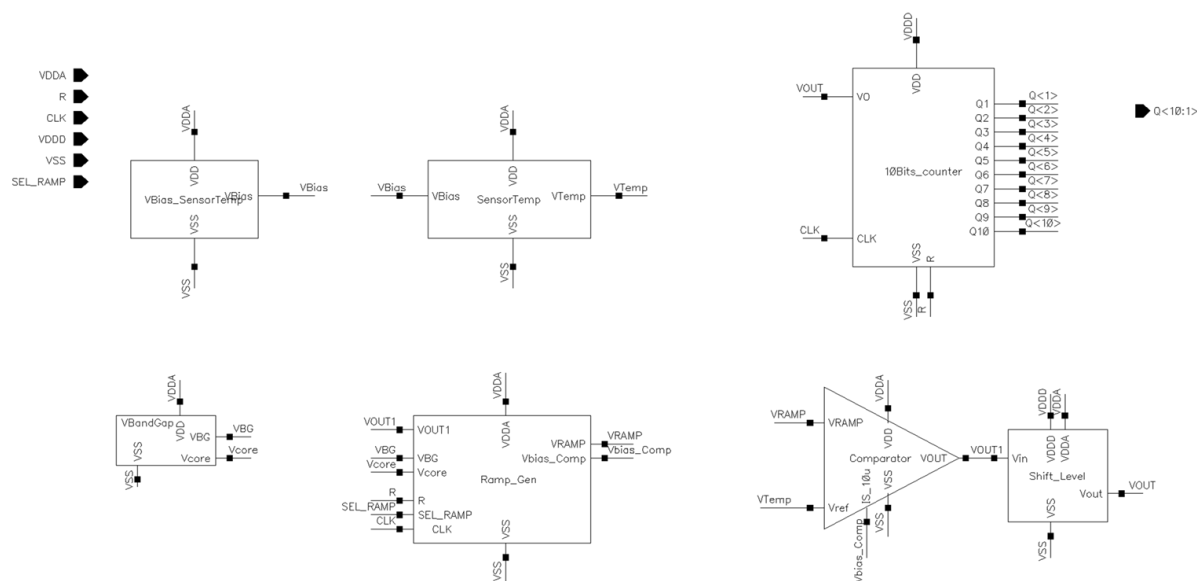 VDDA
R
CLK
VDDD
VSS
SEL_RAMP
VDDA
VDD
VBias_SensorTemp
VBias
VBias
VSS
VSS
VDDA
VDD
VBias
VBias
SensorTemp
VTemp
VTemp
VSS
VSS
VDDD
VDD
VOUT
VO
10Bits_counter
CLK
CLK
Q1
Q<1>
Q2
Q<2>
Q3
Q<3>
Q4
Q<4>
Q5
Q<5>
Q6
Q<6>
Q7
Q<7>
Q8
Q<8>
Q9
Q<9>
Q10
Q<10>
VSS
R
VSS
R
Q<10:1>
VDDA
VBandGap
VDD
VSS
VBG
VBG
Vcore
Vcore
VSS
VDDA
VDDA
VOUT1
VOUT1
VBG
VBG
Vcore
Vcore
Ramp_Gen
R
R
SEL_RAMP
SEL_RAMP
CLK
CLK
VRAMP
VRAMP
Vbias_Comp
Vbias_Comp
VSS
VSS
VDDA
VDD
VRAMP
VRAMP
Comparator
VOUT
VOUT1
VTemp
Vref
IS_10u
VSS
VSS
Vbias_Comp
VDDD
VDDA
VDDD
VDDA
Vin
Shift_Level
Vout
VOUT
VSS
VSS